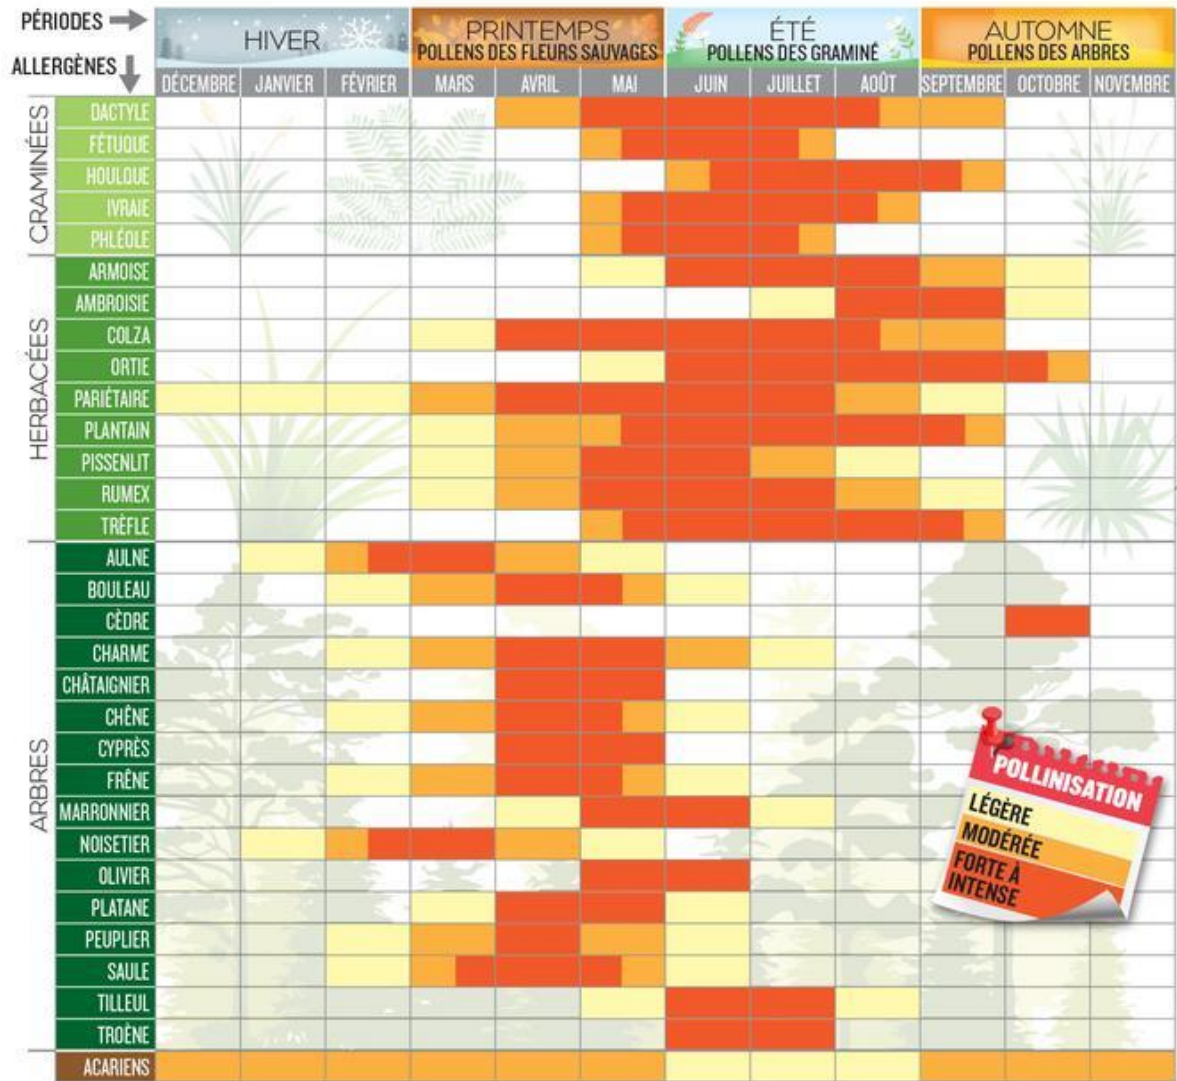 PÉRIODES
ALLERGÈNES
HIVER
PRINTEMPS
POLLENS DES FLEURS SAUVAGES
ÉTÉ
POLLENS DES GRAMINÉ
AUTOMNE
POLLENS DES ARBRES
DÉCEMBRE JANVIER FÉVRIER MARS AVRIL MAI JUIN JUILLET AOÛT SEPTEMBRE OCTOBRE NOVEMBRE
CRAMINÉES
DACTYLE
FÉTUQUE
HOULQUE
IVRAIE
PHLÉOLE
HERBACÉES
ARMOISE
AMBROISIE
COLZA
ORTIE
PARIÉTAIRE
PLANTAIN
PISSENLIT
RUMEX
TRÈFLE
ARBRES
AULNE
BOULEAU
CÈDRE
CHARME
CHÂTAIGNIER
CHÊNE
CYPRÈS
FRÊNE
MARRONNIER
NOISETIER
OLIVIER
PLATANE
PEUPLIER
SAULE
TILLEUL
TROÈNE
ACARIENS
POLLINISATION
LÉGÈRE
MODÉRÉE
FORTE À
INTENSE